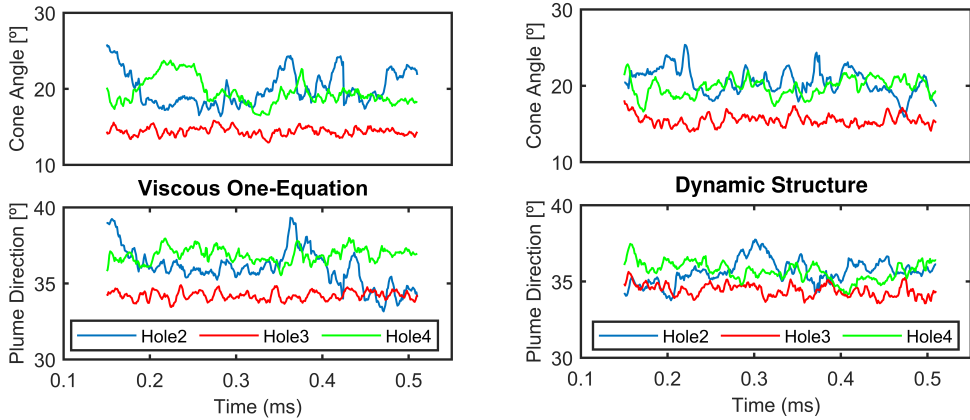 30
20
10
Cone Angle [º]
30
20
10
Cone Angle [º]
Viscous One-Equation
Dynamic Structure
40
35
30
Plume Direction [º]
Hole2 Hole3 Hole4
0.1 0.2 0.3 0.4 0.5
Time (ms)
40
35
30
Plume Direction [º]
Hole2 Hole3 Hole4
0.1 0.2 0.3 0.4 0.5
Time (ms)